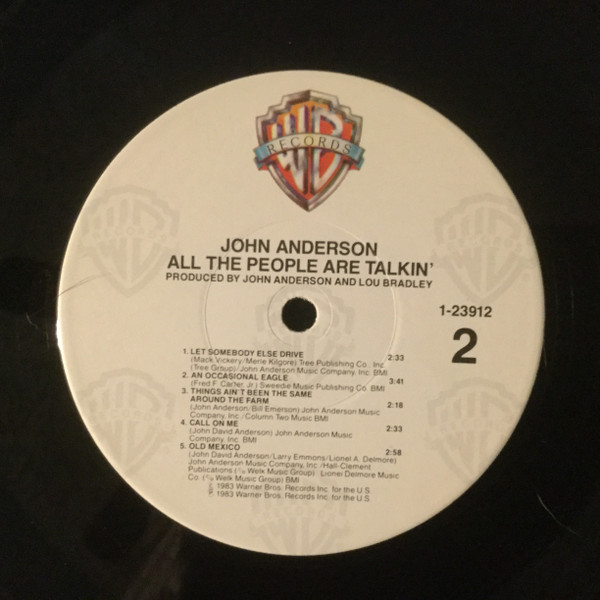 WB
RECORDS
JOHN ANDERSON
ALL THE PEOPLE ARE TALKIN'
PRODUCED BY JOHN ANDERSON AND LOU BRADLEY
1-23912
2
1. LET SOMEBODY ELSE DRIVE 2:33
(Mack Vickery/Merle Kilgore) Tree Publishing Co., Inc.
(Tree Group)/John Anderson Music Company, Inc. BMI
2. AN OCCASIONAL EAGLE 3:41
(Fred F. Carter, Jr.) Sweedie Music Publishing Co. BMI
3. THINGS AIN'T BEEN THE SAME
AROUND THE FARM 2:18
(John Anderson/Bill Emerson) John Anderson Music
Company, Inc./Column Two Music BMI
4. CALL ON ME 2:33
(John David Anderson) John Anderson Music
Company, Inc. BMI
5. OLD MEXICO 2:58
(John David Anderson/Larry Emmons/Lionel A. Delmore)
John Anderson Music Company, Inc./Hall-Clement
Publications (c/o Welk Music Group) Lionel Delmore Music
Co. (c/o Welk Music Group) BMI
© 1983 Warner Bros. Records Inc. for the U.S.
℗ 1983 Warner Bros. Records Inc. for the U.S.